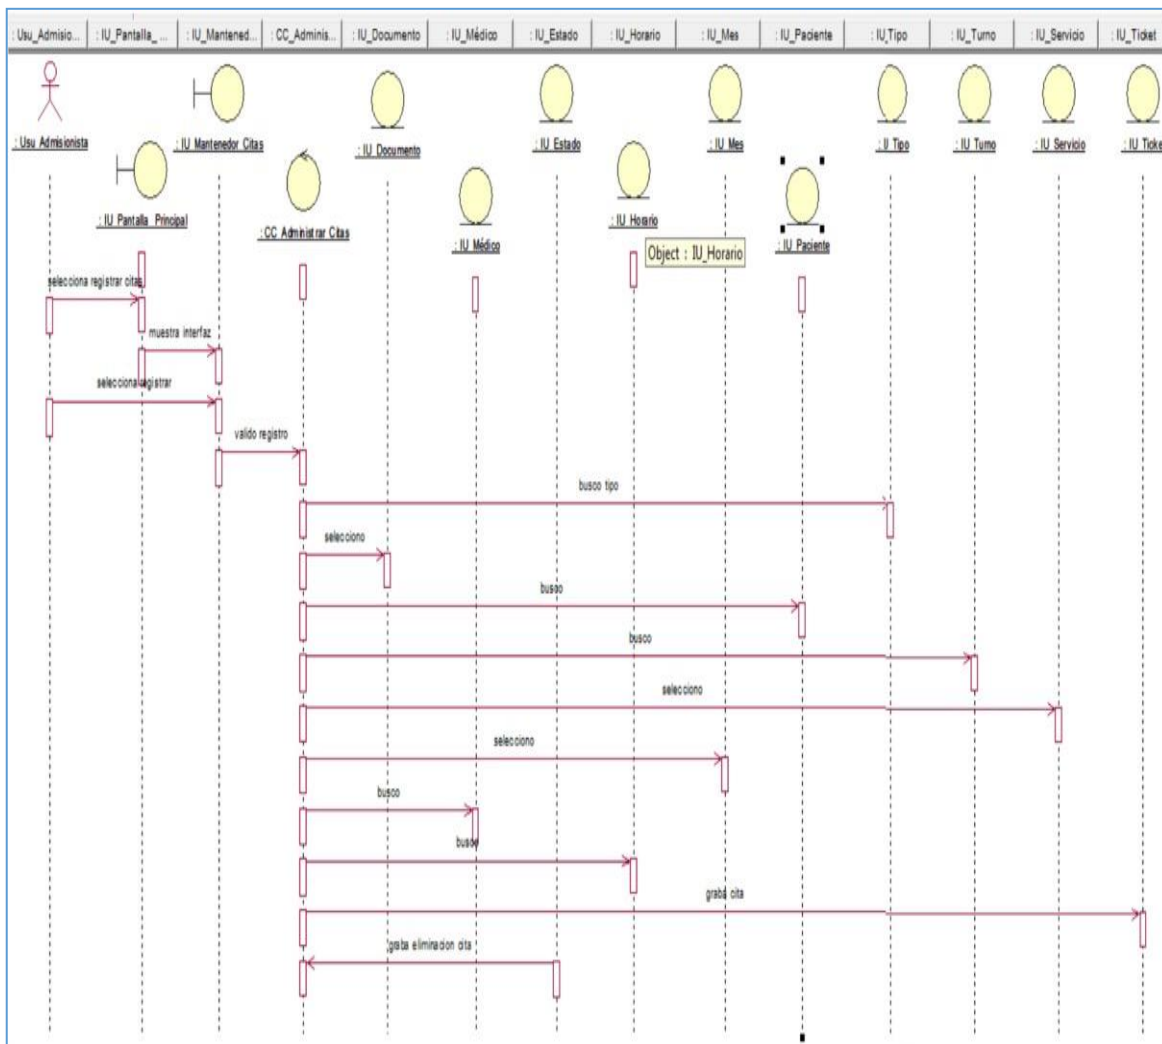 : Usu_Admisio... : IU_Pantalla_ ... : IU_Mantened... : CC_Adminis... : IU_Documento : IU_Médico : IU_Estado : IU_Horario : IU_Mes : IU_Paciente : IU_Tipo : IU_Turno : IU_Servicio : IU_Ticket
: Usu Admisionista
: IU Mantenedor Citas
: IU Documento
: IU Estado
: IU Mes
: IU Turno
: IU Servicio
: IU Pantalla Principal
: CC Administrar Citas
: IU Médico
: IU Horario
: IU Paciente
Object : IU_Horario
selecciona registrar citas
muestra interfaz
selecciona registrar
valido registro
busco tipo
selecciono
busco
busco
selecciono
selecciono
busco
busco
graba cita
graba eliminacion cita